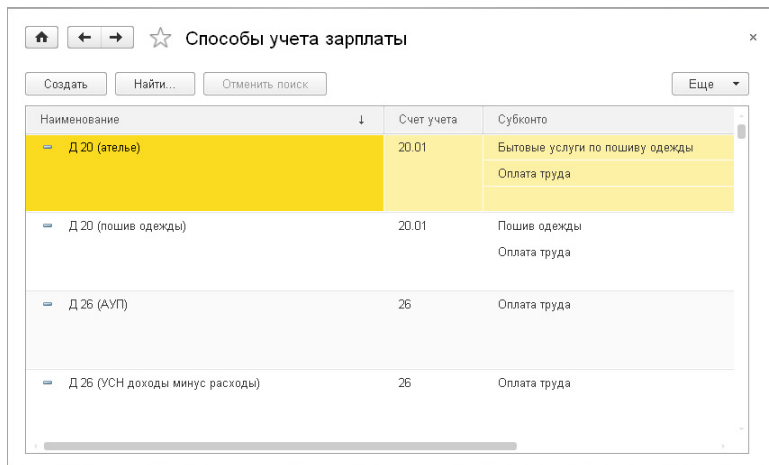 Способы учета зарплаты
Создать Найти... Отменить поиск Еще
Наименование Счет учета Субконто
Д 20 (ателье) 20.01 Бытовые услуги по пошиву одежды
Оплата труда
Д 20 (пошив одежды) 20.01 Пошив одежды
Оплата труда
Д 26 (АУП) 26 Оплата труда
Д 26 (УСН доходы минус расходы) 26 Оплата труда